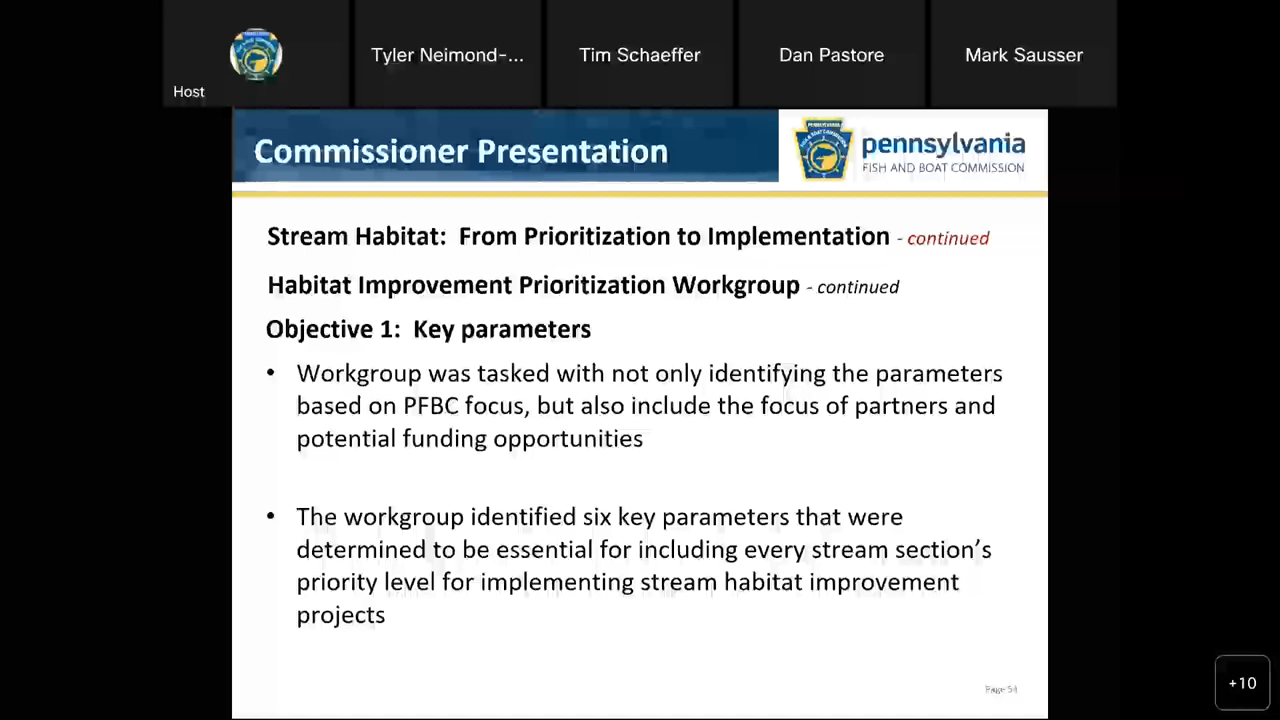 Host
Tyler Neimond-...
Tim Schaeffer
Dan Pastore
Mark Sausser
Commissioner Presentation
pennsylvania
FISH AND BOAT COMMISSION
Stream Habitat: From Prioritization to Implementation - continued
Habitat Improvement Prioritization Workgroup - continued
Objective 1: Key parameters
• Workgroup was tasked with not only identifying the parameters
based on PFBC focus, but also include the focus of partners and
potential funding opportunities
• The workgroup identified six key parameters that were
determined to be essential for including every stream section's
priority level for implementing stream habitat improvement
projects
Page 54
+10